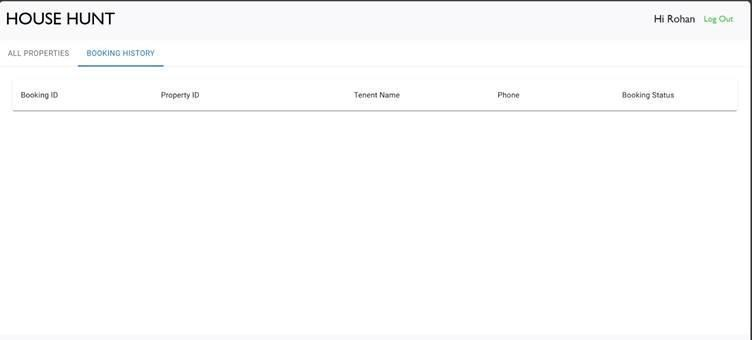 HOUSE HUNT
Hi Rohan Log Out
ALL PROPERTIES BOOKING HISTORY
Booking ID Property ID Tenent Name Phone Booking Status